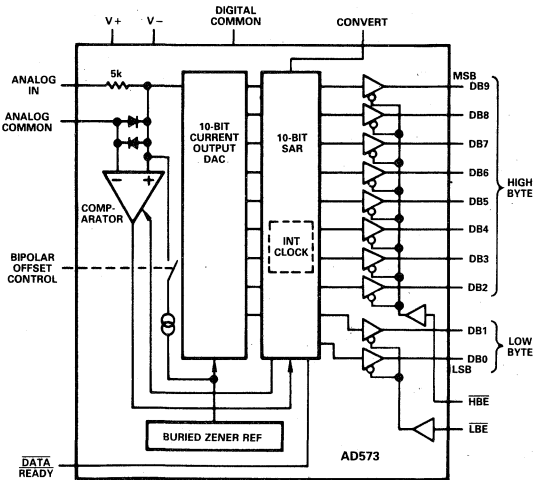 V+ V−
DIGITAL
COMMON
CONVERT
ANALOG
IN
5k
ANALOG
COMMON
−
+
COMP-
ARATOR
BIPOLAR
OFFSET
CONTROL
10-BIT
CURRENT
OUTPUT
DAC
10-BIT
SAR
INT
CLOCK
BURIED ZENER REF
MSB
DB9
DB8
DB7
DB6
DB5
DB4
DB3
DB2
HIGH
BYTE
DB1
DB0
LSB
LOW
BYTE
HBE
LBE
DATA
READY
AD573